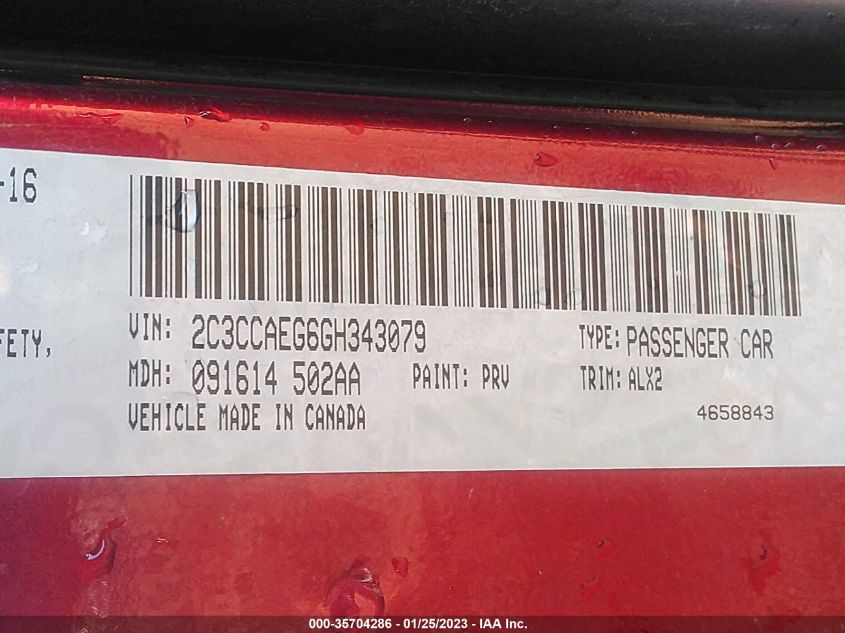 -16
FETY,
VIN: 2C3CCAEG6GH343079 TYPE: PASSENGER CAR
MDH: 091614 502AA PAINT: PRV TRIM: ALX2
VEHICLE MADE IN CANADA 4658843
000-35704286 - 01/25/2023 - IAA Inc.